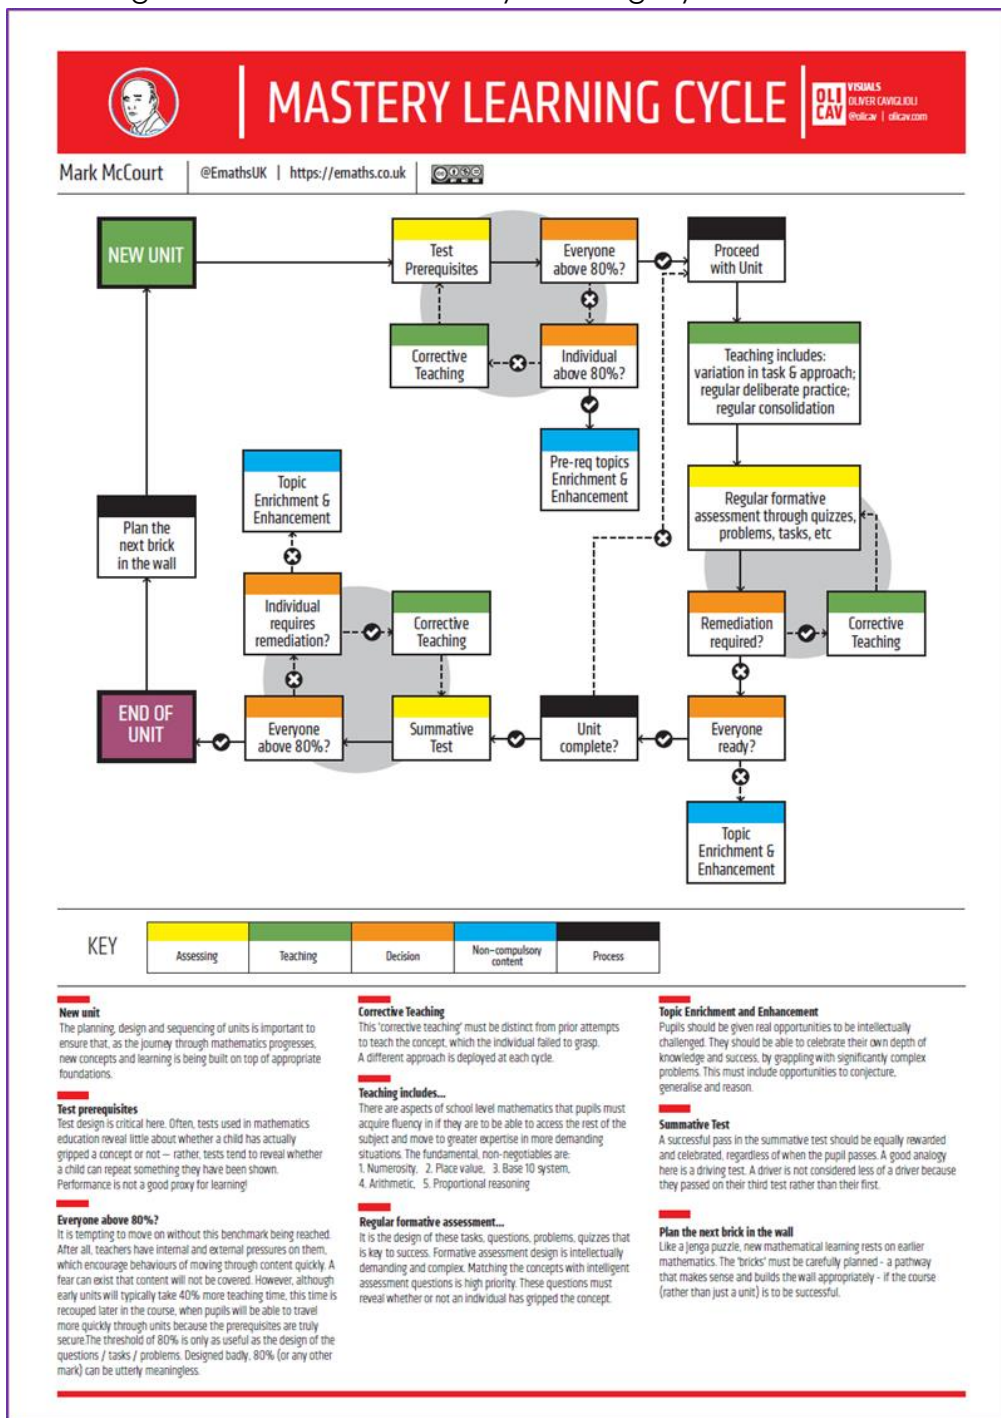 MASTERY LEARNING CYCLE
OLI
CAV
VISUALS
OLIVER CAVIGLIOLI
@olicav | olicav.com
Mark McCourt
@EmathsUK | https://emaths.co.uk
NEW UNIT
Test
Prerequisites
Everyone
above 80%?
Proceed
with Unit
Corrective
Teaching
Individual
above 80%?
Teaching includes:
variation in task & approach;
regular deliberate practice;
regular consolidation
Pre-req topics
Enrichment &
Enhancement
Topic
Enrichment &
Enhancement
Regular formative
assessment through quizzes,
problems, tasks, etc
Plan the
next brick
in the wall
Individual
requires
remediation?
Corrective
Teaching
Remediation
required?
Corrective
Teaching
END OF
UNIT
Everyone
above 80%?
Summative
Test
Unit
complete?
Everyone
ready?
Topic
Enrichment &
Enhancement
KEY
Assessing
Teaching
Decision
Non-compulsory
content
Process
New unit
The planning, design and sequencing of units is important to
ensure that, as the journey through mathematics progresses,
new concepts and learning is being built on top of appropriate
foundations.
Test prerequisites
Test design is critical here. Often, tests used in mathematics
education reveal little about whether a child has actually
gripped a concept or not – rather, tests tend to reveal whether
a child can repeat something they have been shown.
Performance is not a good proxy for learning!
Everyone above 80%?
It is tempting to move on without this benchmark being reached.
After all, teachers have internal and external pressures on them,
which encourage behaviours of moving through content quickly. A
fear can exist that content will not be covered. However, although
early units will typically take 40% more teaching time, this time is
recouped later in the course, when pupils will be able to travel
more quickly through units because the prerequisites are truly
secure.The threshold of 80% is only as useful as the design of the
questions / tasks / problems. Designed badly, 80% (or any other
mark) can be utterly meaningless.
Corrective Teaching
This 'corrective teaching' must be distinct from prior attempts
to teach the concept, which the individual failed to grasp.
A different approach is deployed at each cycle.
Teaching includes...
There are aspects of school level mathematics that pupils must
acquire fluency in if they are to be able to access the rest of the
subject and move to greater expertise in more demanding
situations. The fundamental, non-negotiables are:
1. Numerosity, 2. Place value, 3. Base 10 system,
4. Arithmetic, 5. Proportional reasoning
Regular formative assessment...
It is the design of these tasks, questions, problems, quizzes that
is key to success. Formative assessment design is intellectually
demanding and complex. Matching the concepts with intelligent
assessment questions is high priority. These questions must
reveal whether or not an individual has gripped the concept.
Topic Enrichment and Enhancement
Pupils should be given real opportunities to be intellectually
challenged. They should be able to celebrate their own depth of
knowledge and success, by grappling with significantly complex
problems. This must include opportunities to conjecture,
generalise and reason.
Summative Test
A successful pass in the summative test should be equally rewarded
and celebrated, regardless of when the pupil passes. A good analogy
here is a driving test. A driver is not considered less of a driver because
they passed on their third test rather than their first.
Plan the next brick in the wall
Like a Jenga puzzle, new mathematical learning rests on earlier
mathematics. The 'bricks' must be carefully planned - a pathway
that makes sense and builds the wall appropriately - if the course
(rather than just a unit) is to be successful.